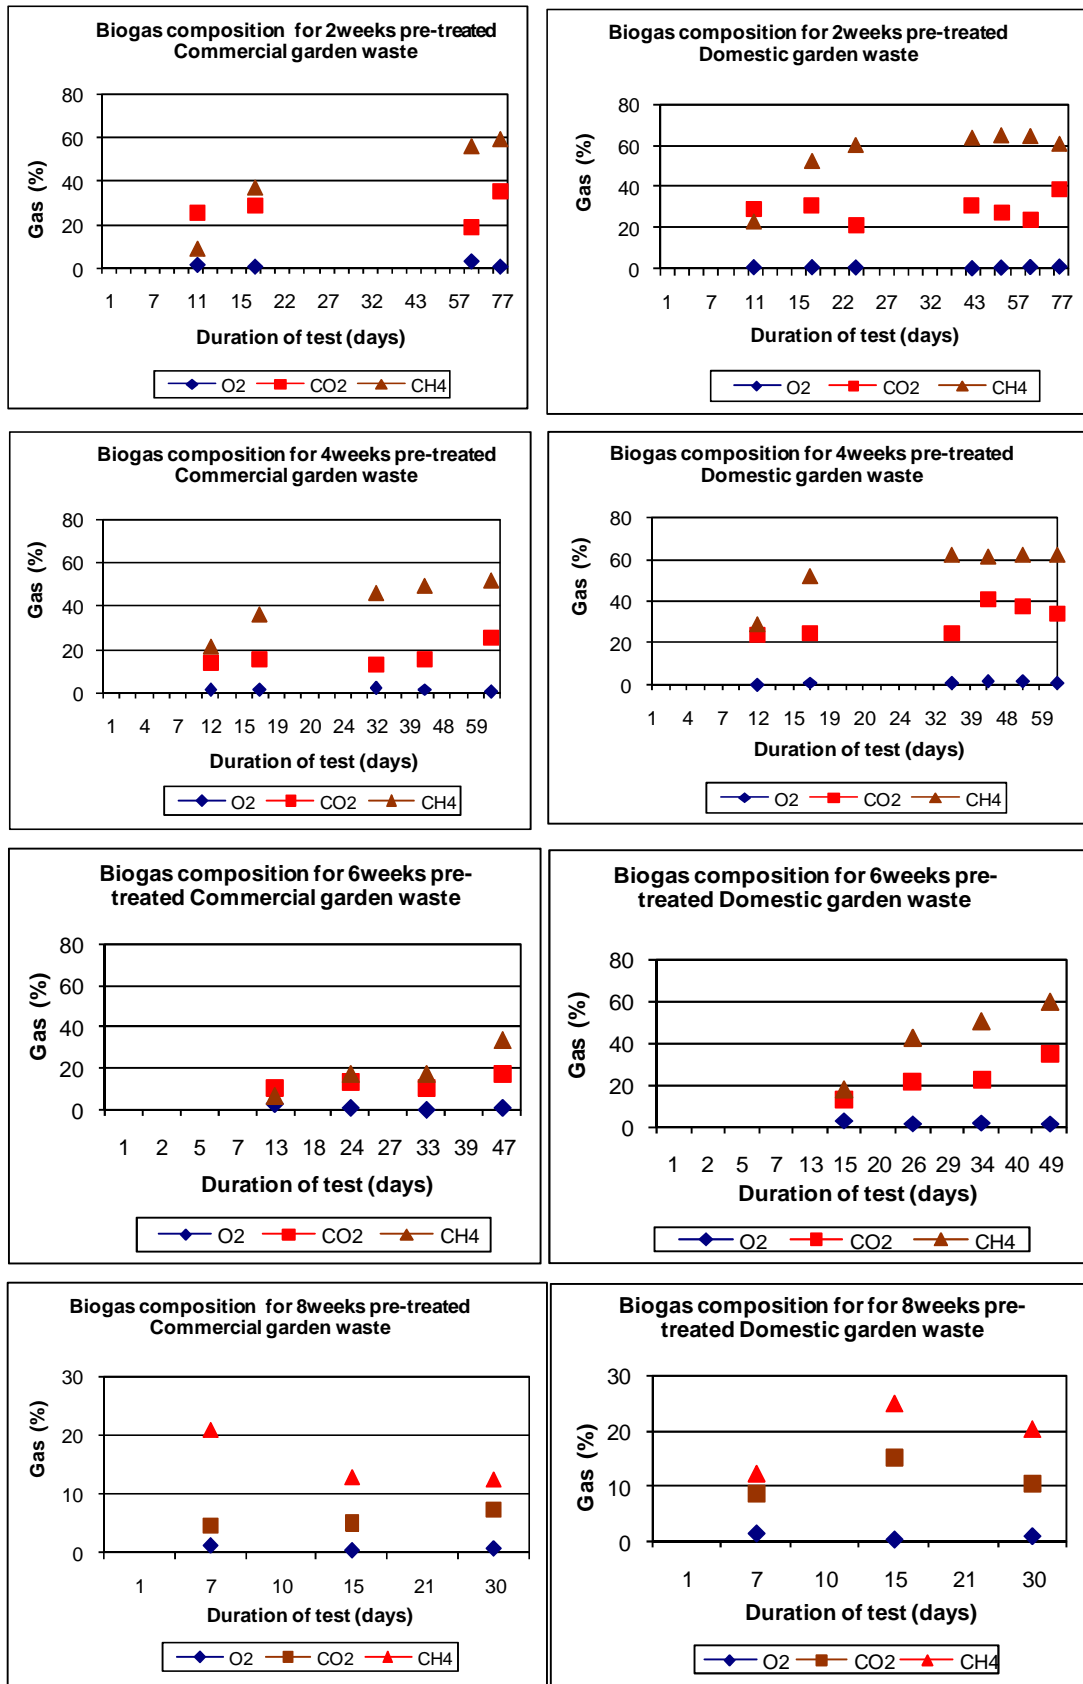 Biogas composition for 2weeks pre-treated
Commercial garden waste
80
60
40
20
0
Gas (%)
1 7 11 15 22 27 32 43 57 77
Duration of test (days)
O2 CO2 CH4
Biogas composition for 2weeks pre-treated
Domestic garden waste
80
60
40
20
0
Gas (%)
1 7 11 15 22 27 32 43 57 77
Duration of test (days)
O2 CO2 CH4
Biogas composition for 4weeks pre-treated
Commercial garden waste
80
60
40
20
0
Gas (%)
1 4 7 12 17 19 20 24 32 39 48 59
Duration of test (days)
O2 CO2 CH4
Biogas composition for 4weeks pre-treated
Domestic garden waste
80
60
40
20
0
Gas (%)
1 4 7 12 15 19 20 24 32 39 48 59
Duration of test (days)
O2 CO2 CH4
Biogas composition for 6weeks pre-
treated Commercial garden waste
80
60
40
20
0
Gas (%)
1 2 5 7 13 18 24 27 33 39 47
Duration of test (days)
O2 CO2 CH4
Biogas composition for 6weeks pre-
treated Domestic garden waste
80
60
40
20
0
Gas (%)
1 2 5 7 13 15 20 26 29 34 40 49
Duration of test (days)
O2 CO2 CH4
Biogas composition for 8weeks pre-treated
Commercial garden waste
30
20
10
0
Gas (%)
1 7 10 15 21 30
Duration of test (days)
O2 CO2 CH4
Biogas composition for for 8weeks pre-
treated Domestic garden waste
30
20
10
0
Gas (%)
1 7 10 15 21 30
Duration of test (days)
O2 CO2 CH4